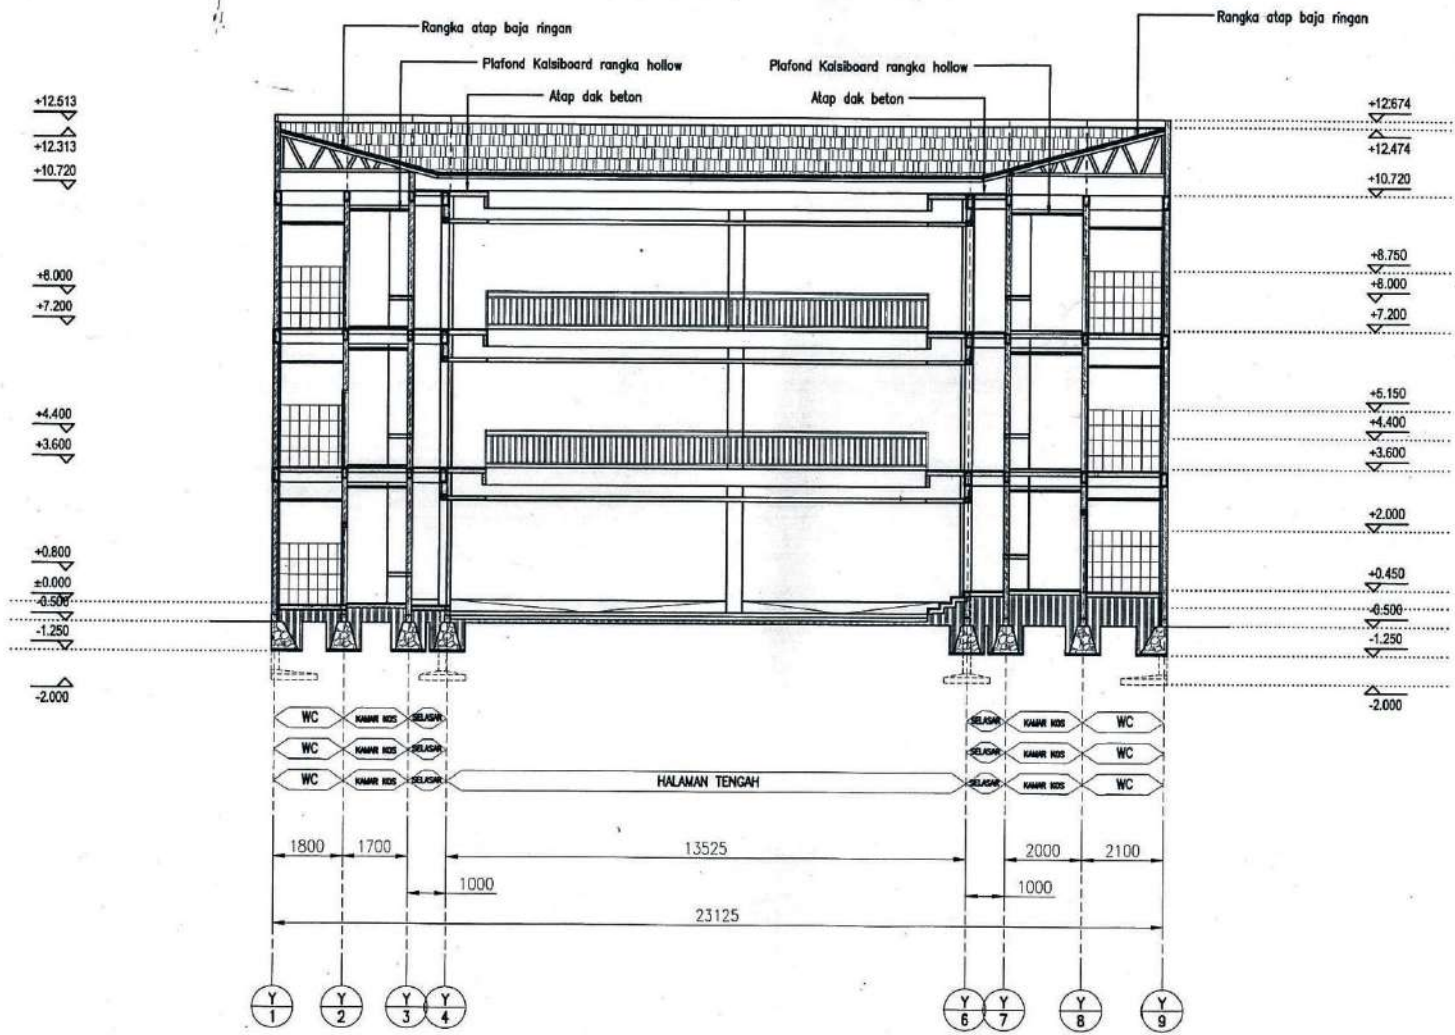 Rangka atap baja ringan
Rangka atap baja ringan
Plafond Kalsiboard rangka hollow
Plafond Kalsiboard rangka hollow
Atap dak beton
Atap dak beton
+12.513
+12.313
+10.720
+8.000
+7.200
+4.400
+3.600
+0.800
±0.000
-0.500
-1.250
-2.000
+12.674
+12.474
+10.720
+8.750
+8.000
+7.200
+5.150
+4.400
+3.600
+2.000
+0.450
-0.500
-1.250
-2.000
WC KAMAR KOS SELASAR SELASAR KAMAR KOS WC
WC KAMAR KOS SELASAR SELASAR KAMAR KOS WC
WC KAMAR KOS SELASAR HALAMAN TENGAH SELASAR KAMAR KOS WC
1800 1700 13525 2000 2100
1000 1000
23125
Y Y Y Y Y Y Y Y
1 2 3 4 6 7 8 9